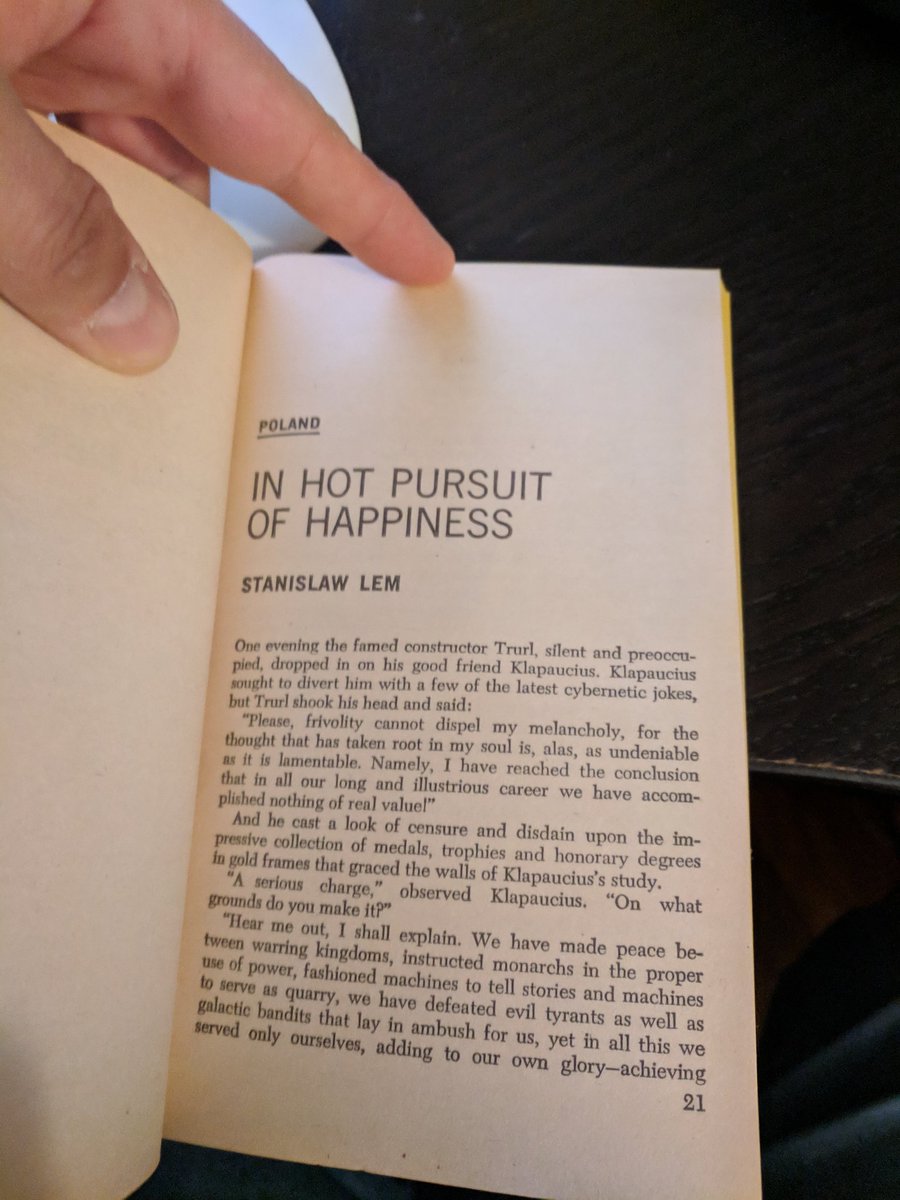 POLAND
IN HOT PURSUIT
OF HAPPINESS
STANISLAW LEM
One evening the famed constructor Trurl, silent and preoccu-
pied, dropped in on his good friend Klapaucius. Klapaucius
sought to divert him with a few of the latest cybernetic jokes,
but Trurl shook his head and said:
"Please, frivolity cannot dispel my melancholy, for the
thought that has taken root in my soul is, alas, as undeniable
as it is lamentable. Namely, I have reached the conclusion
that in all our long and illustrious career we have accom-
plished nothing of real value!"
And he cast a look of censure and disdain upon the im-
pressive collection of medals, trophies and honorary degrees
in gold frames that graced the walls of Klapaucius's study.
"A serious charge," observed Klapaucius. "On what
grounds do you make it?"
"Hear me out, I shall explain. We have made peace be-
tween warring kingdoms, instructed monarchs in the proper
use of power, fashioned machines to tell stories and machines
to serve as quarry, we have defeated evil tyrants as well as
galactic bandits that lay in ambush for us, yet in all this we
served only ourselves, adding to our own glory—achieving
21